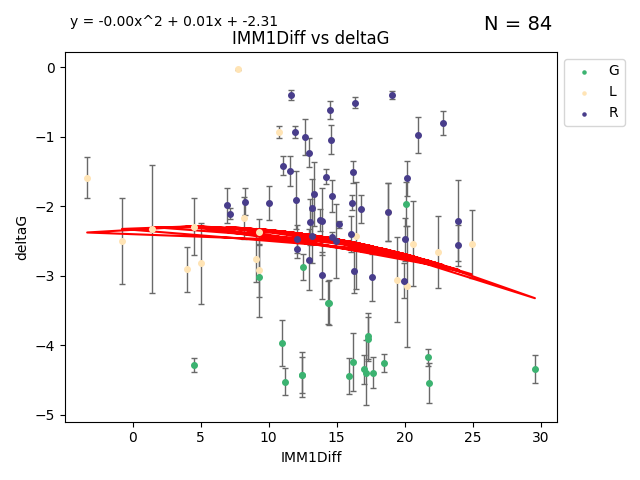 y = -0.00x^2 + 0.01x + -2.31
N = 84
IMM1Diff vs deltaG
G
L
R
deltaG
0
−1
−2
−3
−4
−5
0 5 10 15 20 25 30
IMM1Diff